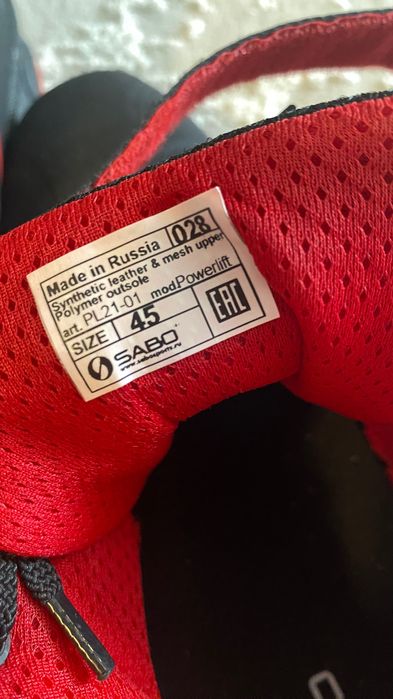 Made in Russia 028
Synthetic leather & mesh upper
Polymer outsole
art. PL21-01 mod.Powerlift
SIZE 45 EAC
SABO
www.sabosports.ru